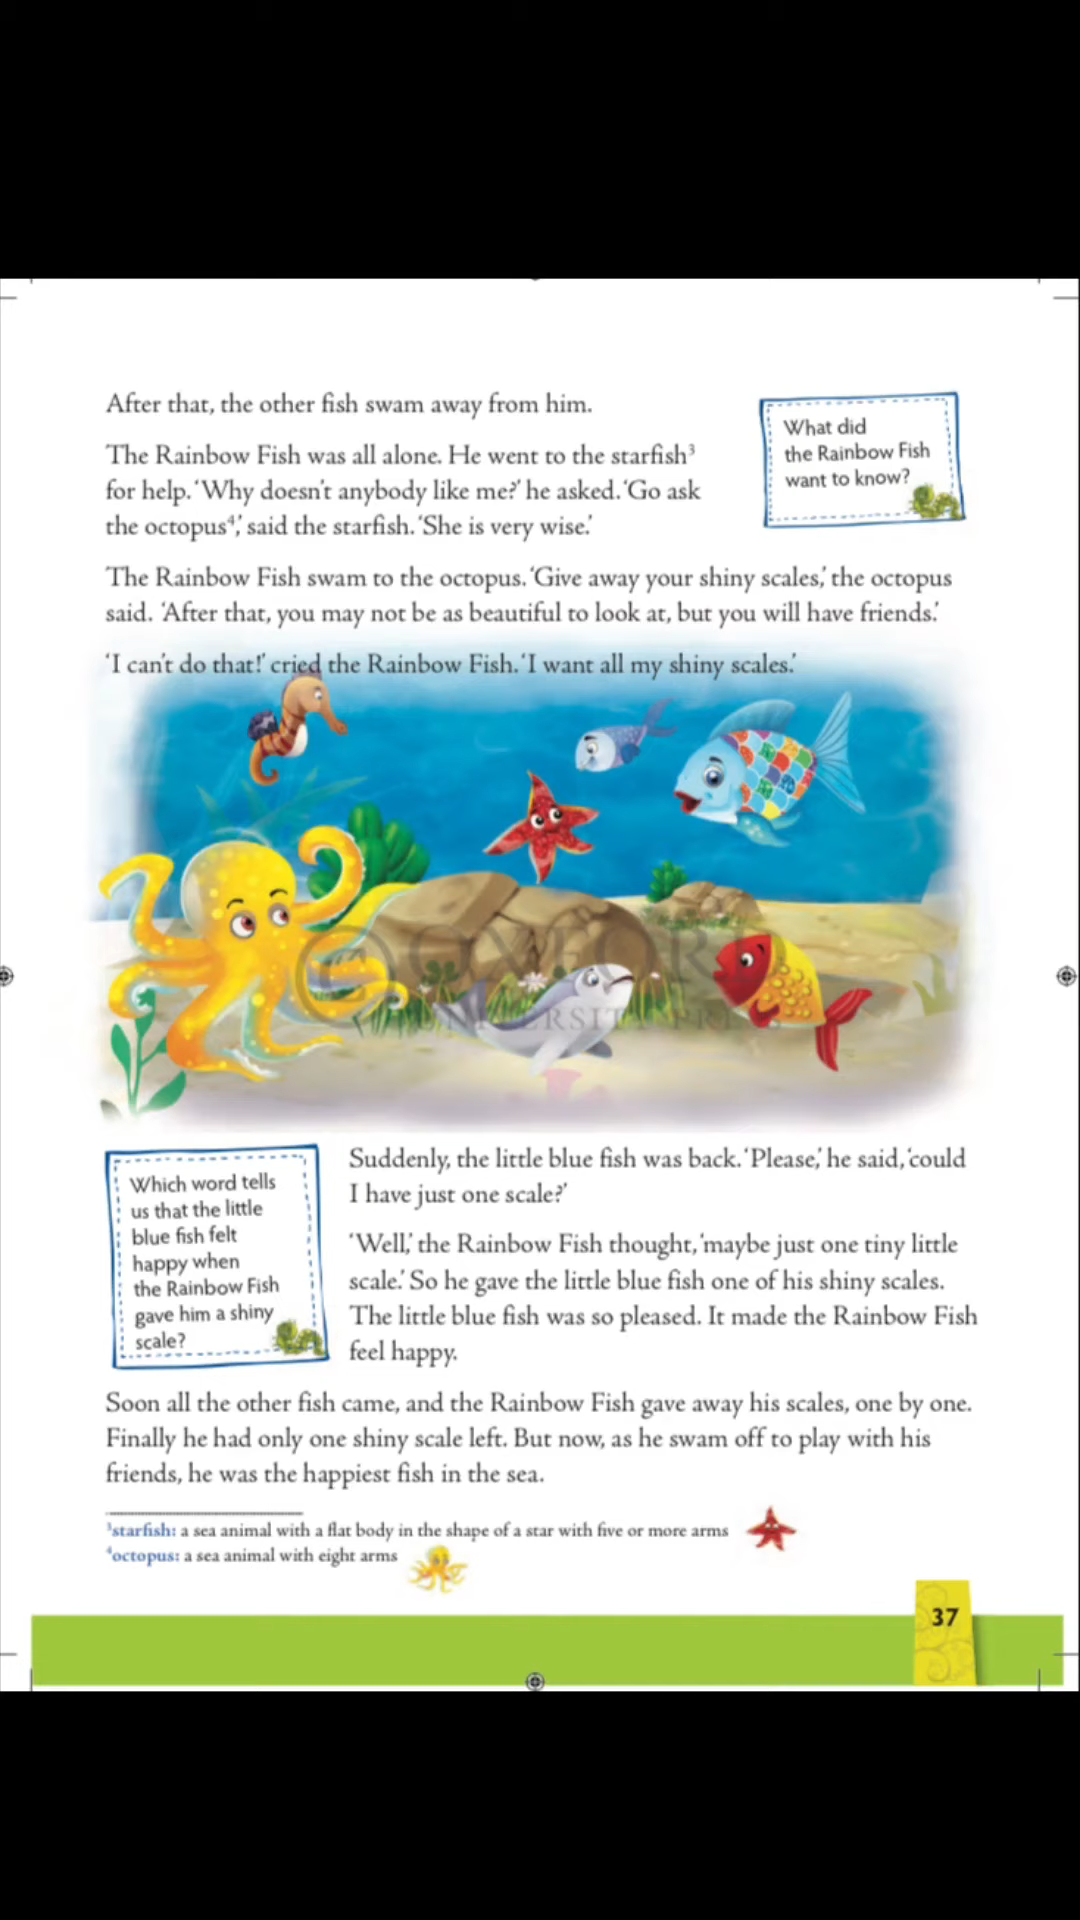 After that, the other fish swam away from him.
The Rainbow Fish was all alone. He went to the starfish³
for help. ‘Why doesn’t anybody like me?’ he asked. ‘Go ask
the octopus⁴,’ said the starfish. ‘She is very wise.’
What did
the Rainbow Fish
want to know?
The Rainbow Fish swam to the octopus. ‘Give away your shiny scales,’ the octopus
said. ‘After that, you may not be as beautiful to look at, but you will have friends.’
‘I can’t do that!’ cried the Rainbow Fish. ‘I want all my shiny scales.’
© OXFORD
UNIVERSITY PRESS
Which word tells
us that the little
blue fish felt
happy when
the Rainbow Fish
gave him a shiny
scale?
Suddenly, the little blue fish was back. ‘Please,’ he said, ‘could
I have just one scale?’
‘Well,’ the Rainbow Fish thought, ‘maybe just one tiny little
scale.’ So he gave the little blue fish one of his shiny scales.
The little blue fish was so pleased. It made the Rainbow Fish
feel happy.
Soon all the other fish came, and the Rainbow Fish gave away his scales, one by one.
Finally he had only one shiny scale left. But now, as he swam off to play with his
friends, he was the happiest fish in the sea.
³starfish: a sea animal with a flat body in the shape of a star with five or more arms
⁴octopus: a sea animal with eight arms
37